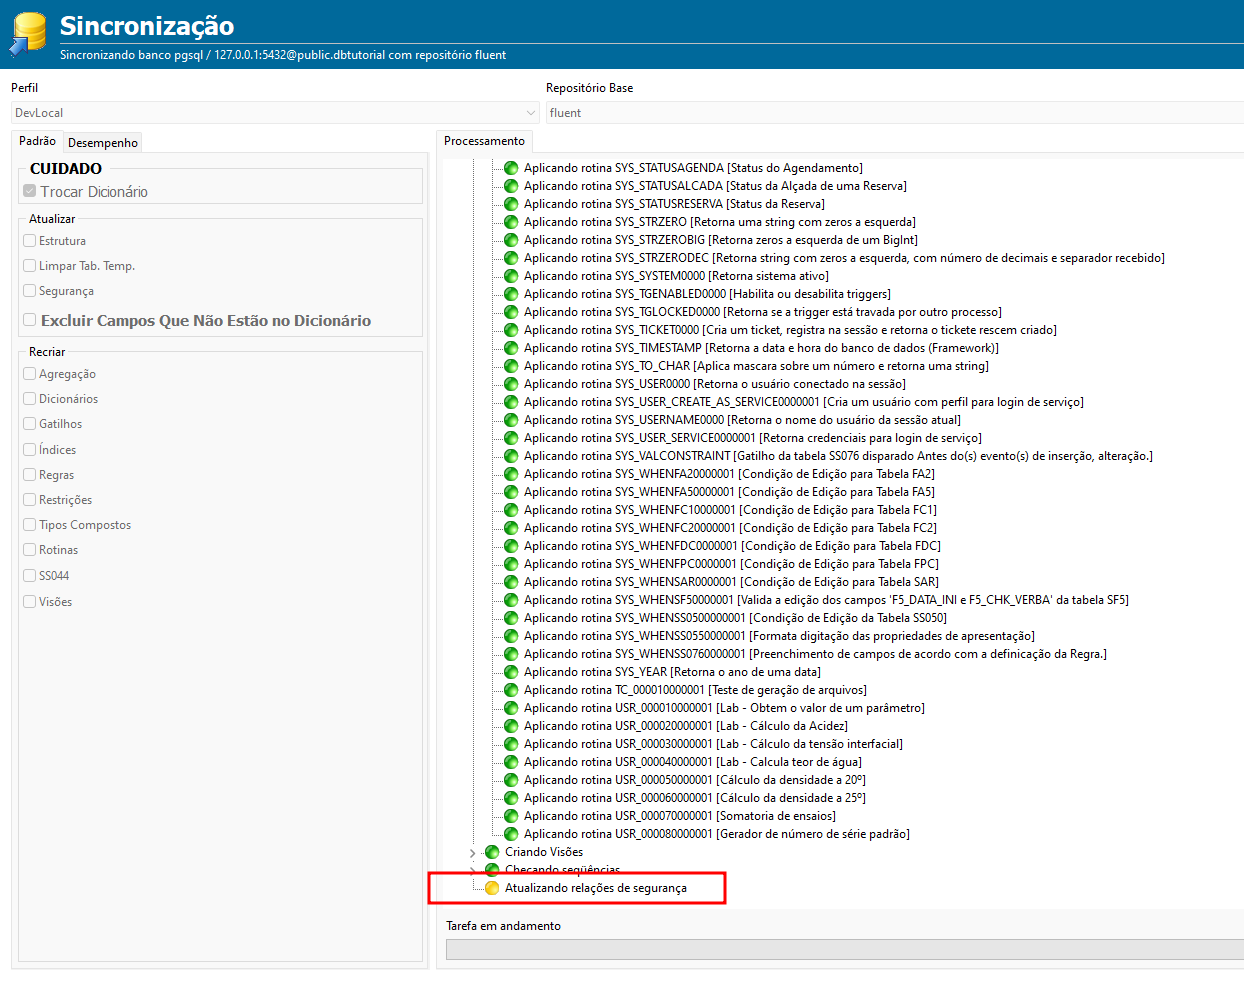 Sincronização
Sincronizando banco pgsql / 127.0.0.1:5432@public.dbtutorial com repositório fluent
Perfil
DevLocal
Repositório Base
fluent
Padrão
Desempenho
CUIDADO
Trocar Dicionário
Atualizar
Estrutura
Limpar Tab. Temp.
Segurança
Excluir Campos Que Não Estão no Dicionário
Recriar
Agregação
Dicionários
Gatilhos
Índices
Regras
Restrições
Tipos Compostos
Rotinas
SS044
Visões
Processamento
Aplicando rotina SYS_STATUSAGENDA [Status do Agendamento]
Aplicando rotina SYS_STATUSALCADA [Status da Alçada de uma Reserva]
Aplicando rotina SYS_STATUSRESERVA [Status da Reserva]
Aplicando rotina SYS_STRZERO [Retorna uma string com zeros a esquerda]
Aplicando rotina SYS_STRZEROBIG [Retorna zeros a esquerda de um BigInt]
Aplicando rotina SYS_STRZERODEC [Retorna string com zeros a esquerda, com número de decimais e separador recebido]
Aplicando rotina SYS_SYSTEM0000 [Retorna sistema ativo]
Aplicando rotina SYS_TGENABLED0000 [Habilita ou desabilita triggers]
Aplicando rotina SYS_TGLOCKED0000 [Retorna se a trigger está travada por outro processo]
Aplicando rotina SYS_TICKET0000 [Cria um ticket, registra na sessão e retorna o tickete rescem criado]
Aplicando rotina SYS_TIMESTAMP [Retorna a data e hora do banco de dados (Framework)]
Aplicando rotina SYS_TO_CHAR [Aplica mascara sobre um número e retorna uma string]
Aplicando rotina SYS_USER0000 [Retorna o usuário conectado na sessão]
Aplicando rotina SYS_USER_CREATE_AS_SERVICE0000001 [Cria um usuário com perfil para login de serviço]
Aplicando rotina SYS_USERNAME0000 [Retorna o nome do usuário da sessão atual]
Aplicando rotina SYS_USER_SERVICE0000001 [Retorna credenciais para login de serviço]
Aplicando rotina SYS_VALCONSTRAINT [Gatilho da tabela SS076 disparado Antes do(s) evento(s) de inserção, alteração.]
Aplicando rotina SYS_WHENFA20000001 [Condição de Edição para Tabela FA2]
Aplicando rotina SYS_WHENFA50000001 [Condição de Edição para Tabela FA5]
Aplicando rotina SYS_WHENFC10000001 [Condição de Edição para Tabela FC1]
Aplicando rotina SYS_WHENFC20000001 [Condição de Edição para Tabela FC2]
Aplicando rotina SYS_WHENFDC0000001 [Condição de Edição para Tabela FDC]
Aplicando rotina SYS_WHENFPC0000001 [Condição de Edição para Tabela FPC]
Aplicando rotina SYS_WHENSAR0000001 [Condição de Edição para Tabela SAR]
Aplicando rotina SYS_WHENSF50000001 [Valida a edição dos campos 'F5_DATA_INI e F5_CHK_VERBA' da tabela SF5]
Aplicando rotina SYS_WHENSS0500000001 [Condição de Edição da Tabela SS050]
Aplicando rotina SYS_WHENSS0550000001 [Formata digitação das propriedades de apresentação]
Aplicando rotina SYS_WHENSS0760000001 [Preenchimento de campos de acordo com a definicação da Regra.]
Aplicando rotina SYS_YEAR [Retorna o ano de uma data]
Aplicando rotina TC_000010000001 [Teste de geração de arquivos]
Aplicando rotina USR_000010000001 [Lab - Obtem o valor de um parâmetro]
Aplicando rotina USR_000020000001 [Lab - Cálculo da Acidez]
Aplicando rotina USR_000030000001 [Lab - Cálculo da tensão interfacial]
Aplicando rotina USR_000040000001 [Lab - Calcula teor de água]
Aplicando rotina USR_000050000001 [Cálculo da densidade a 20º]
Aplicando rotina USR_000060000001 [Cálculo da densidade a 25º]
Aplicando rotina USR_000070000001 [Somatoria de ensaios]
Aplicando rotina USR_000080000001 [Gerador de número de série padrão]
Criando Visões
Checando seqüências
Atualizando relações de segurança
Tarefa em andamento